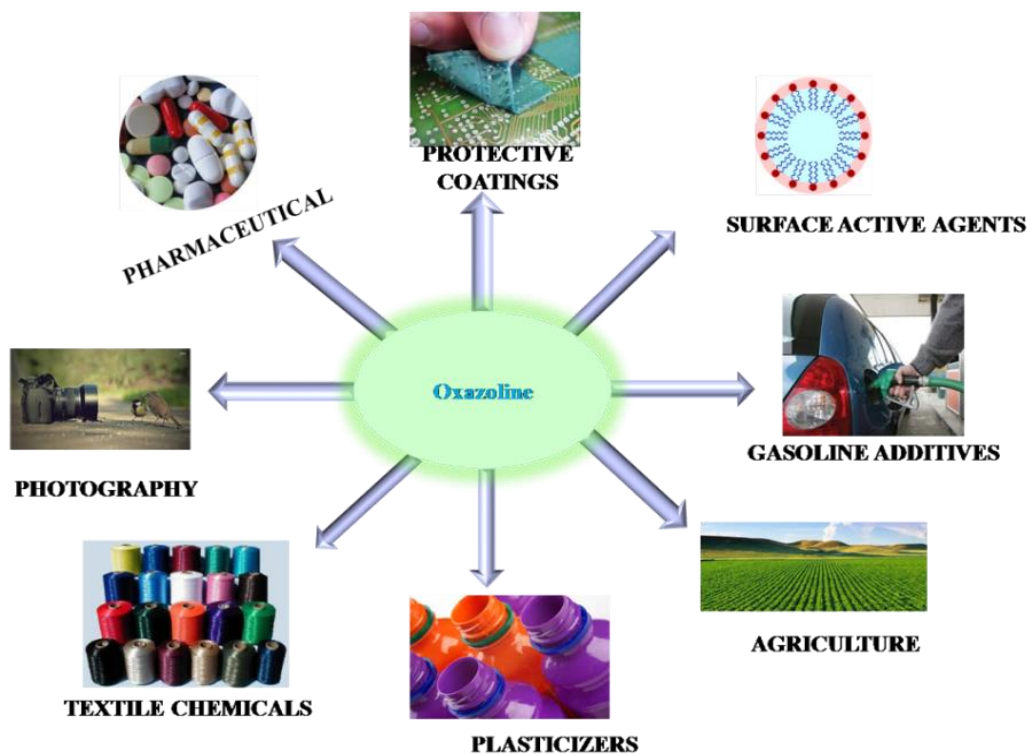 PROTECTIVE
COATINGS
PHARMACEUTICAL
SURFACE ACTIVE AGENTS
Oxazoline
GASOLINE ADDITIVES
PHOTOGRAPHY
AGRICULTURE
TEXTILE CHEMICALS
PLASTICIZERS